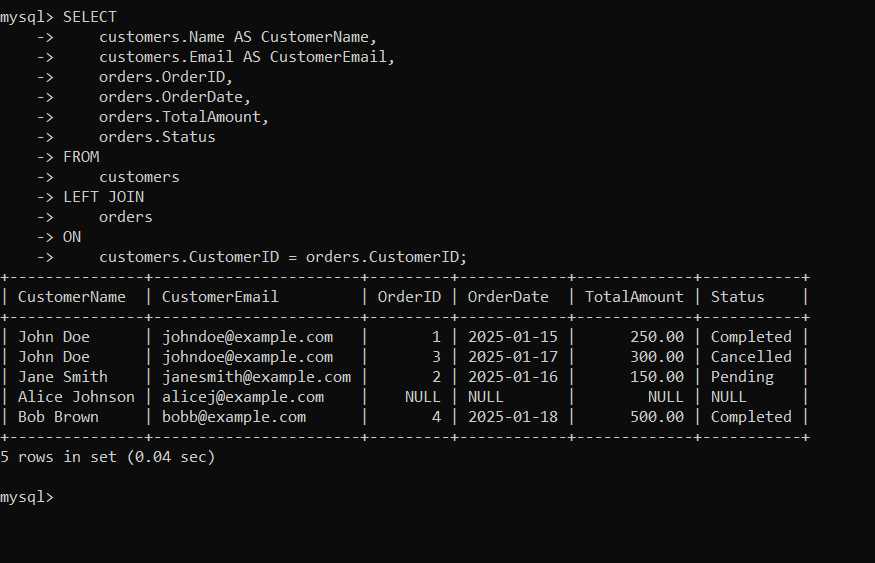 mysql> SELECT
    ->     customers.Name AS CustomerName,
    ->     customers.Email AS CustomerEmail,
    ->     orders.OrderID,
    ->     orders.OrderDate,
    ->     orders.TotalAmount,
    ->     orders.Status
    -> FROM
    ->     customers
    -> LEFT JOIN
    ->     orders
    -> ON
    ->     customers.CustomerID = orders.CustomerID;
+---------------+-----------------------+---------+------------+-------------+-----------+
| CustomerName  | CustomerEmail         | OrderID | OrderDate  | TotalAmount | Status    |
+---------------+-----------------------+---------+------------+-------------+-----------+
| John Doe      | johndoe@example.com   |       1 | 2025-01-15 |      250.00 | Completed |
| John Doe      | johndoe@example.com   |       3 | 2025-01-17 |      300.00 | Cancelled |
| Jane Smith    | janesmith@example.com |       2 | 2025-01-16 |      150.00 | Pending   |
| Alice Johnson | alicej@example.com    |    NULL | NULL       |        NULL | NULL      |
| Bob Brown     | bobb@example.com      |       4 | 2025-01-18 |      500.00 | Completed |
+---------------+-----------------------+---------+------------+-------------+-----------+
5 rows in set (0.04 sec)
mysql>